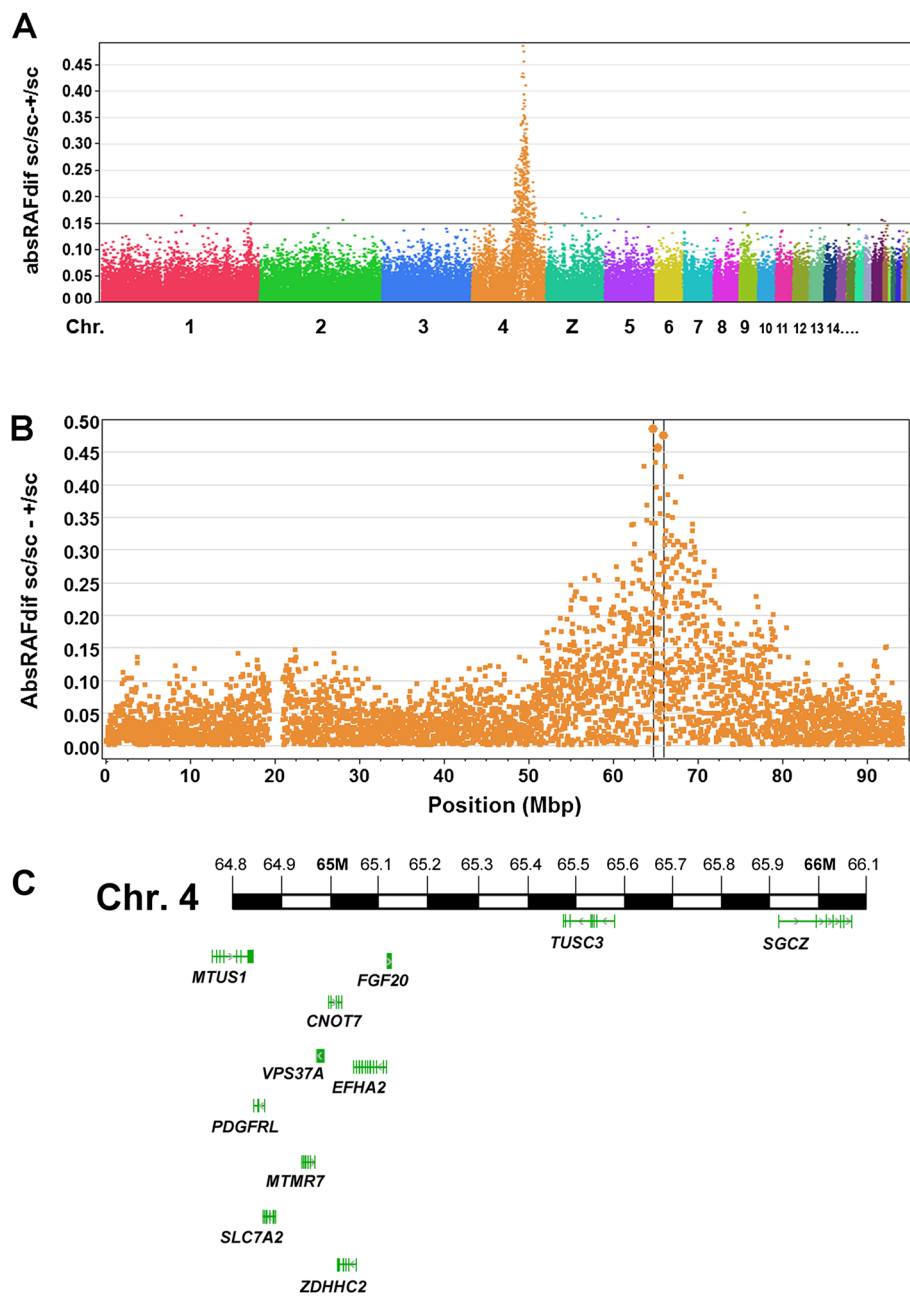 A
absRAFdif sc/sc-+/sc
0.45
0.40
0.35
0.30
0.25
0.20
0.15
0.10
0.05
0.00
Chr. 1 2 3 4 Z 5 6 7 8 9 10 11 12 13 14....
B
AbsRAFdif sc/sc - +/sc
0.50
0.45
0.40
0.35
0.30
0.25
0.20
0.15
0.10
0.05
0.00
0 10 20 30 40 50 60 70 80 90
Position (Mbp)
C
64.8 64.9 65M 65.1 65.2 65.3 65.4 65.5 65.6 65.7 65.8 65.9 66M 66.1
Chr. 4
TUSC3 SGCZ
MTUS1 FGF20
CNOT7
VPS37A EFHA2
PDGFRL
MTMR7
SLC7A2
ZDHHC2